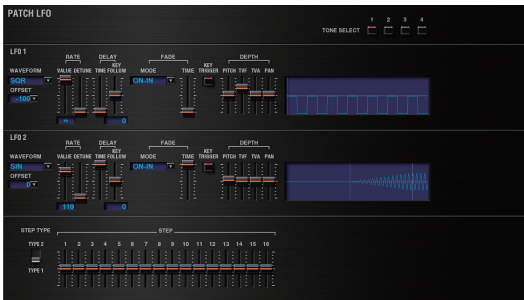 PATCH LFO
TONE SELECT 1 2 3 4
LFO 1
RATE DELAY FADE DEPTH
WAVEFORM VALUE DETUNE TIME KEY FOLLOW MODE TIME KEY TRIGGER PITCH TVF TVA PAN
SQR ON-IN
OFFSET
-100
0
LFO 2
RATE DELAY FADE DEPTH
WAVEFORM VALUE DETUNE TIME KEY FOLLOW MODE TIME KEY TRIGGER PITCH TVF TVA PAN
SIN ON-IN
OFFSET
0
119 0
STEP TYPE STEP
TYPE 2 1 2 3 4 5 6 7 8 9 10 11 12 13 14 15 16
TYPE 1